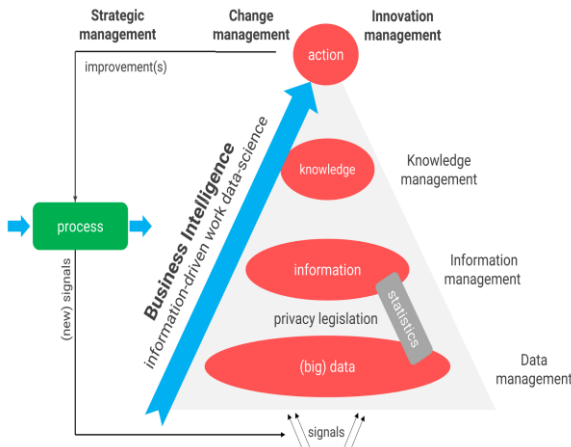 Strategic
management
Change
management
Innovation
management
action
improvement(s)
Business Intelligence
information-driven work data-science
knowledge
Knowledge
management
process
(new) signals
information
Information
management
statistics
privacy legislation
(big) data
Data
management
signals